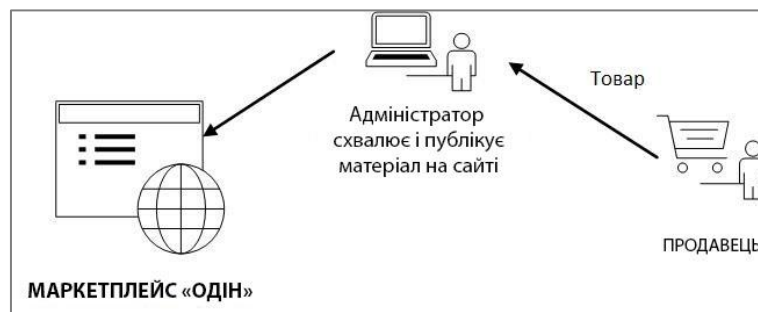 Товар
Адміністратор
схвалює і публікує
матеріал на сайті
ПРОДАВЕЦЬ
МАРКЕТПЛЕЙС «ОДІН»